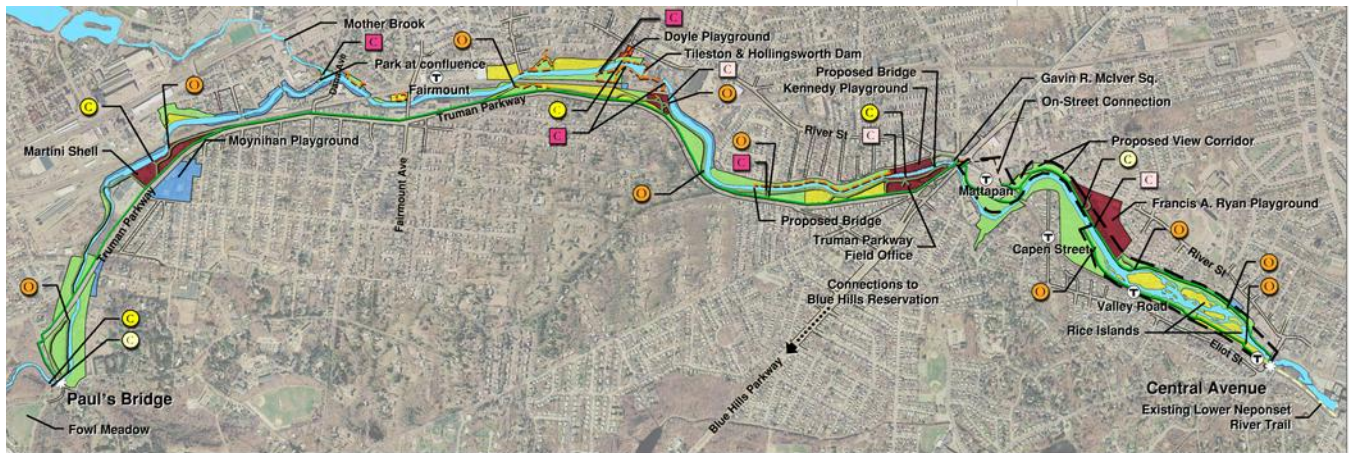 Mother Brook
C
Doyle Playground
O
Tileston & Hollingsworth Dam
Dana Ave
Park at confluence
T
Fairmount
C
Proposed Bridge
Kennedy Playground
Gavin R. McIver Sq.
On-Street Connection
O
C
C
O
C
Truman Parkway
C
C
River St
C
Proposed View Corridor
C
C
Martini Shell
Moynihan Playground
O
C
O
T
Mattapan
Francis A. Ryan Playground
Fairmount Ave
Truman Parkway
Proposed Bridge
Truman Parkway
Field Office
Capen Street
T
O
River St
O
Connections to
Blue Hills Reservation
O
T
Valley Road
O
O
Rice Islands
Eliot St
T
C
C
Paul's Bridge
Fowl Meadow
Blue Hills Parkway
Central Avenue
Existing Lower Neponset
River Trail